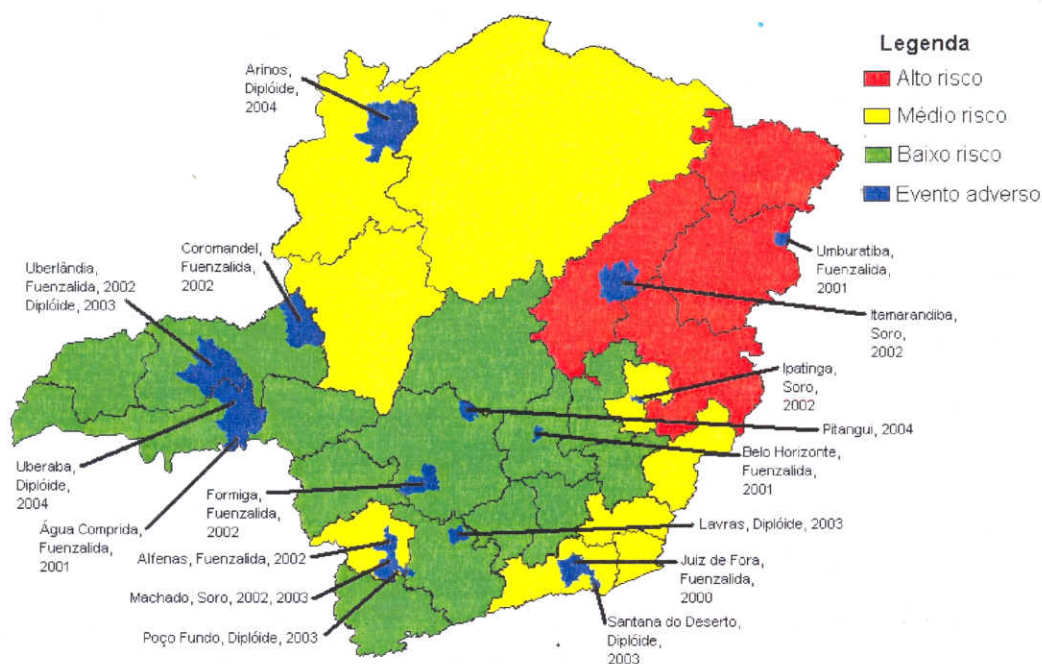 Legenda
Alto risco
Médio risco
Baixo risco
Evento adverso
Arinos,
Diplóide,
2004
Coromandel,
Fuenzalida,
2002
Uberlândia,
Fuenzalida, 2002
Diplóide, 2003
Umburatiba,
Fuenzalida,
2001
Itamarandiba,
Soro,
2002
Ipatinga,
Soro,
2002
Pitangui, 2004
Belo Horizonte,
Fuenzalida,
2001
Uberaba,
Diplóide,
2004
Formiga,
Fuenzalida,
2002
Água Comprida,
Fuenzalida,
2001
Lavras, Diplóide, 2003
Alfenas, Fuenzalida, 2002
Juiz de Fora,
Fuenzalida,
2000
Machado, Soro, 2002, 2003
Santana do Deserto,
Diplóide,
2003
Poço Fundo, Diplóide, 2003